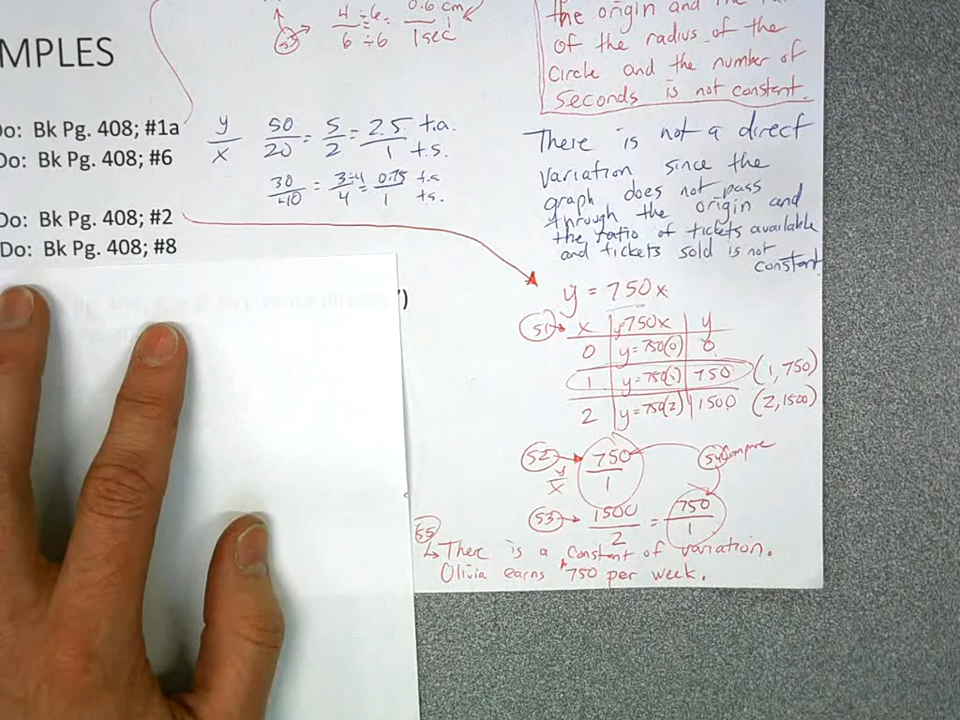 the origin and the
of the radius of the
circle and the number of
seconds is not constant.
S3
4 ÷6 = 0.6 cm
6 ÷6 1 sec
MPLES
Do: Bk Pg. 408; #1a
Do: Bk Pg. 408; #6
Do: Bk Pg. 408; #2
Do: Bk Pg. 408; #8
")
y 50 = 5 = 2.5 t.a.
x 20 2 1 t.s.
30 = 3÷4 = 0.75 t.a
40 4 1 t.s.
There is not a direct
variation since the
graph does not pass
through the origin and
the ratio of tickets available
and tickets sold is not
constant
y = 750x
S1 x y=750x y
0 y=750(0) 0
1 y=750(1) 750 (1,750)
2 y=750(2) 1500 (2,1500)
S2 y 750 S4 Compare
x 1
S3 1500 = 750
2 1
S5
There is a constant of variation.
Olivia earns $750 per week.